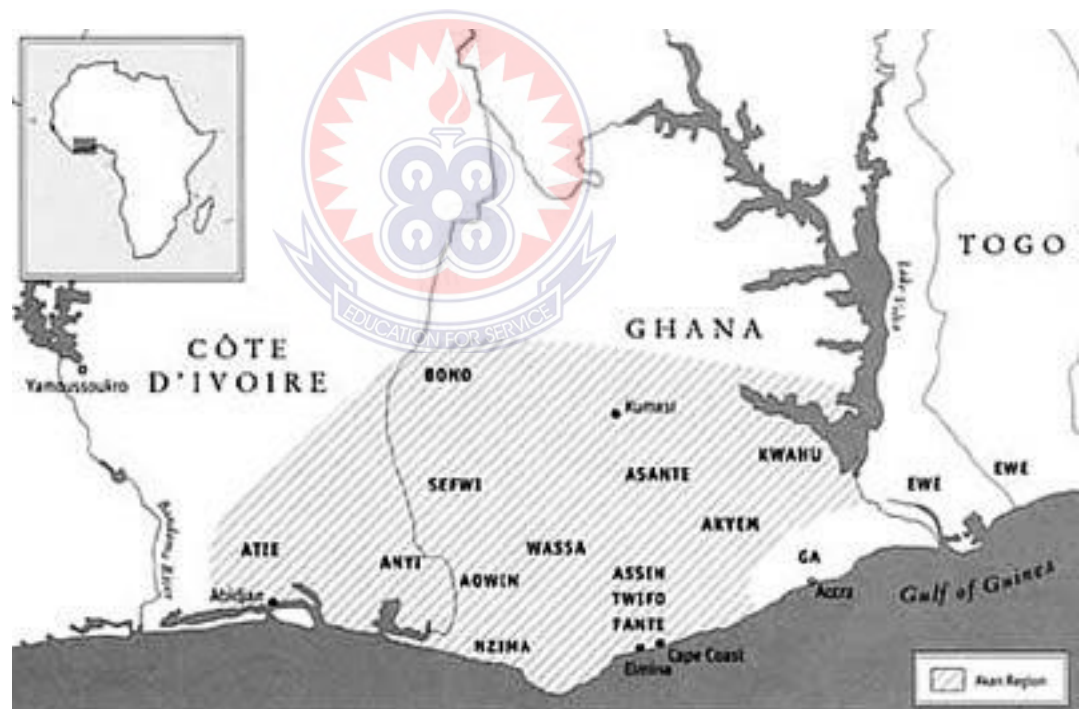 EDUCATION FOR SERVICE
CÔTE
D'IVOIRE
GHANA
TOGO
Yamoussoukro
BONO
Kumasi
KWAHU
ASANTE
SEFWI
EWE
EWE
AKYEM
ATIE
ANYI
WASSA
GA
AOWIN
ASSIN
Accra
Abidjan
TWIFO
FANTE
NZIMA
Cape Coast
Elmina
Gulf of Guinea
Akan Region